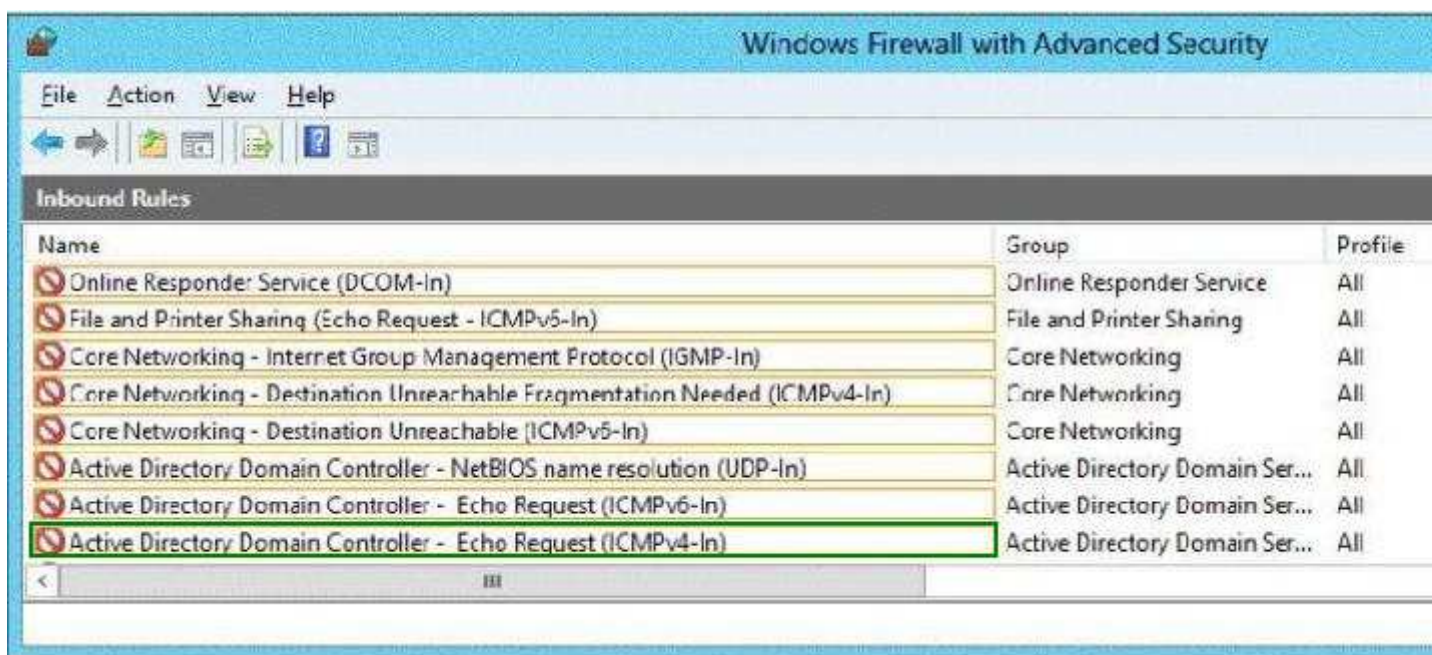 Windows Firewall with Advanced Security
File Action View Help
Inbound Rules
Name Group Profile
Online Responder Service (DCOM-In) Online Responder Service All
File and Printer Sharing (Echo Request - ICMPv6-In) File and Printer Sharing All
Core Networking - Internet Group Management Protocol (IGMP-In) Core Networking All
Core Networking - Destination Unreachable Fragmentation Needed (ICMPv4-In) Core Networking All
Core Networking - Destination Unreachable (ICMPv6-In) Core Networking All
Active Directory Domain Controller - NetBIOS name resolution (UDP-In) Active Directory Domain Ser... All
Active Directory Domain Controller - Echo Request (ICMPv6-In) Active Directory Domain Ser... All
Active Directory Domain Controller - Echo Request (ICMPv4-In) Active Directory Domain Ser... All